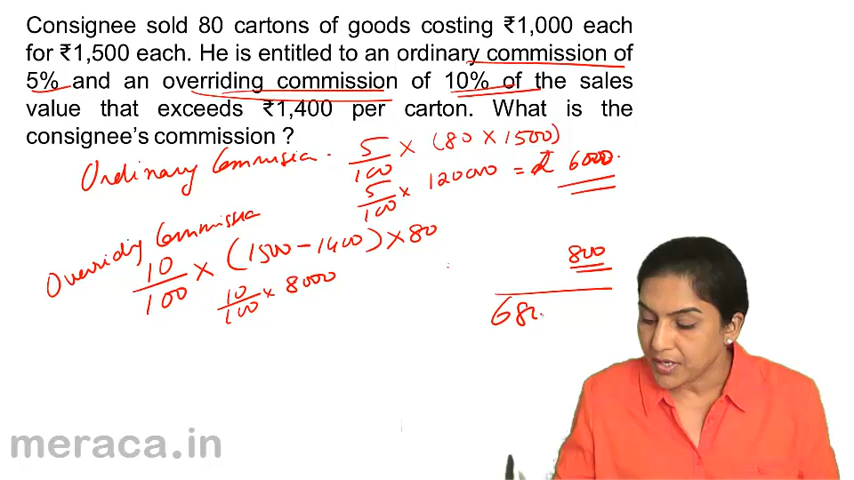 Consignee sold 80 cartons of goods costing ₹1,000 each
for ₹1,500 each. He is entitled to an ordinary commission of
5% and an overriding commission of 10% of the sales
value that exceeds ₹1,400 per carton. What is the
consignee's commission ?
Ordinary Commission. 5/100 × (80 × 1500)
5/100 × 120000 = ₹ 6000.
Overriding Commission
10/100 × (1500 - 1400) × 80
10/100 × 8000
800
680
meraca.in